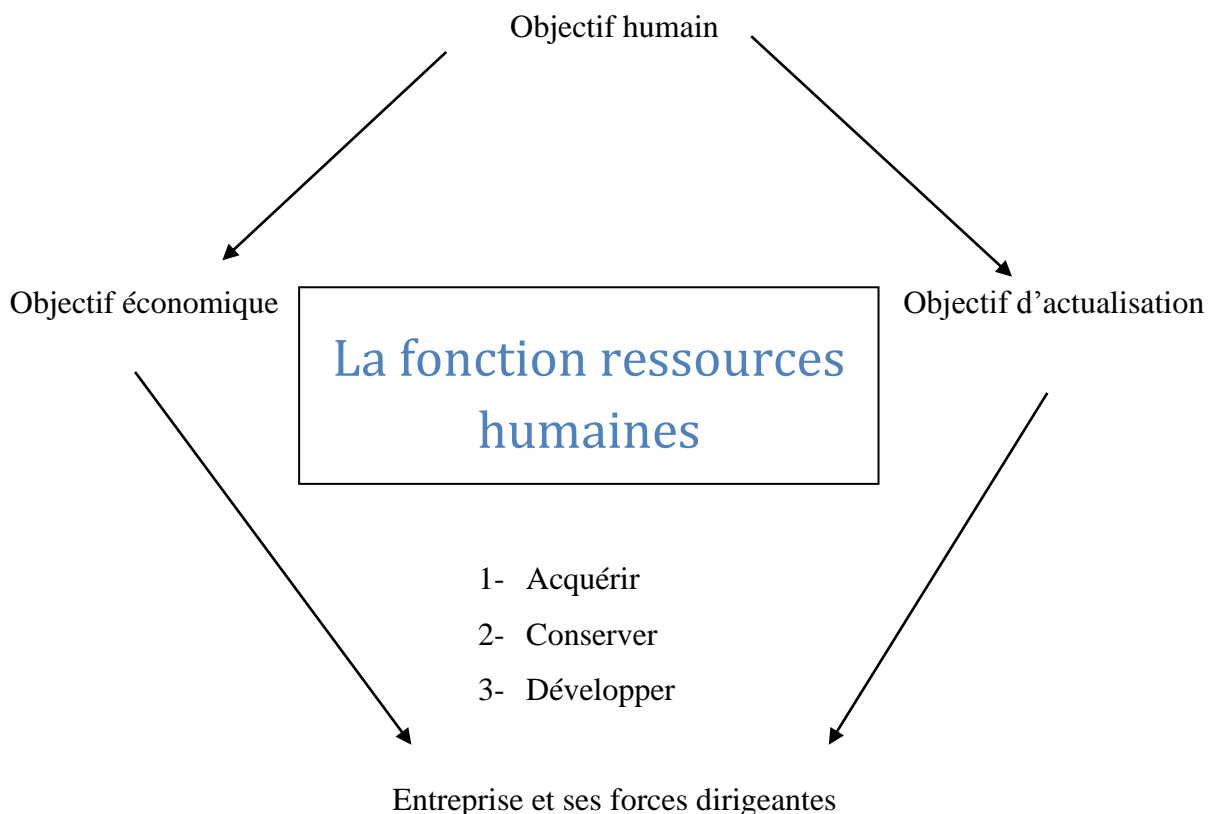 Objectif humain
Objectif économique
Objectif d’actualisation
La fonction ressources
humaines
1- Acquérir
2- Conserver
3- Développer
Entreprise et ses forces dirigeantes